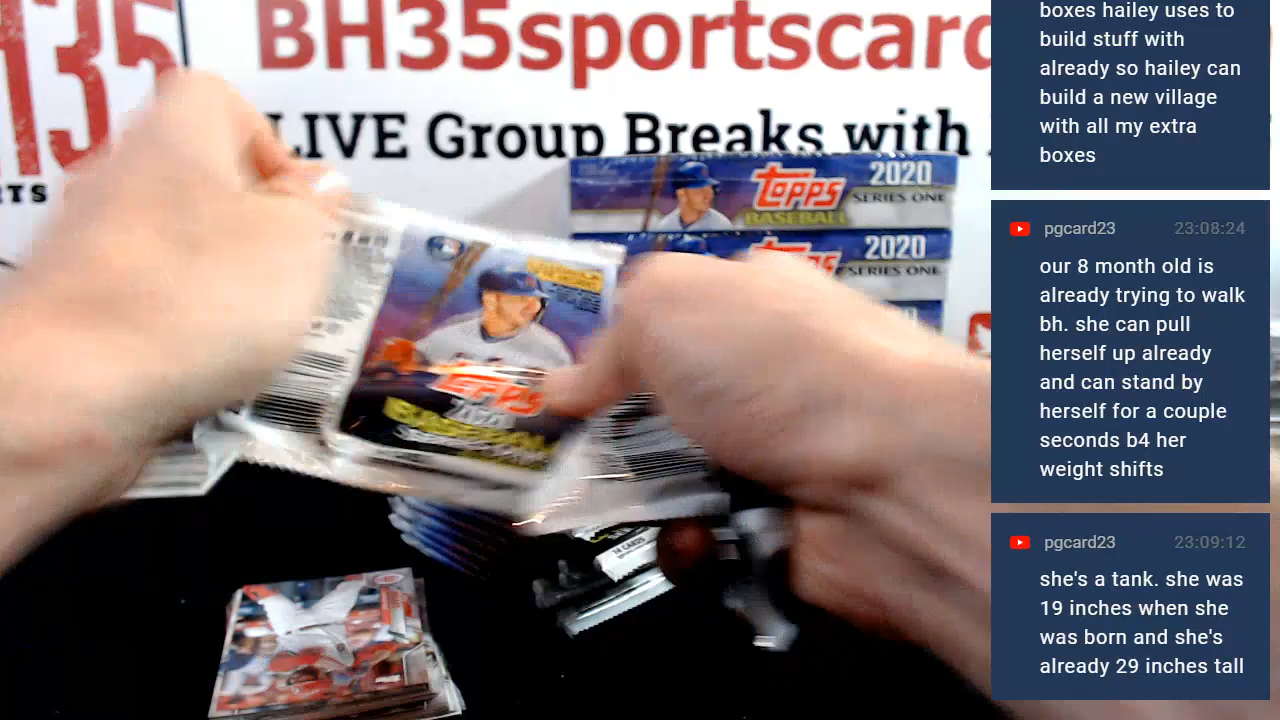 BH35sportscard
H35
LIVE Group Breaks with
RTS
topps
2020
SERIES ONE
BASEBALL
2020
SERIES ONE
boxes hailey uses to
build stuff with
already so hailey can
build a new village
with all my extra
boxes
pgcard23 23:08:24
our 8 month old is
already trying to walk
bh. she can pull
herself up already
and can stand by
herself for a couple
seconds b4 her
weight shifts
pgcard23 23:09:12
she's a tank. she was
19 inches when she
was born and she's
already 29 inches tall